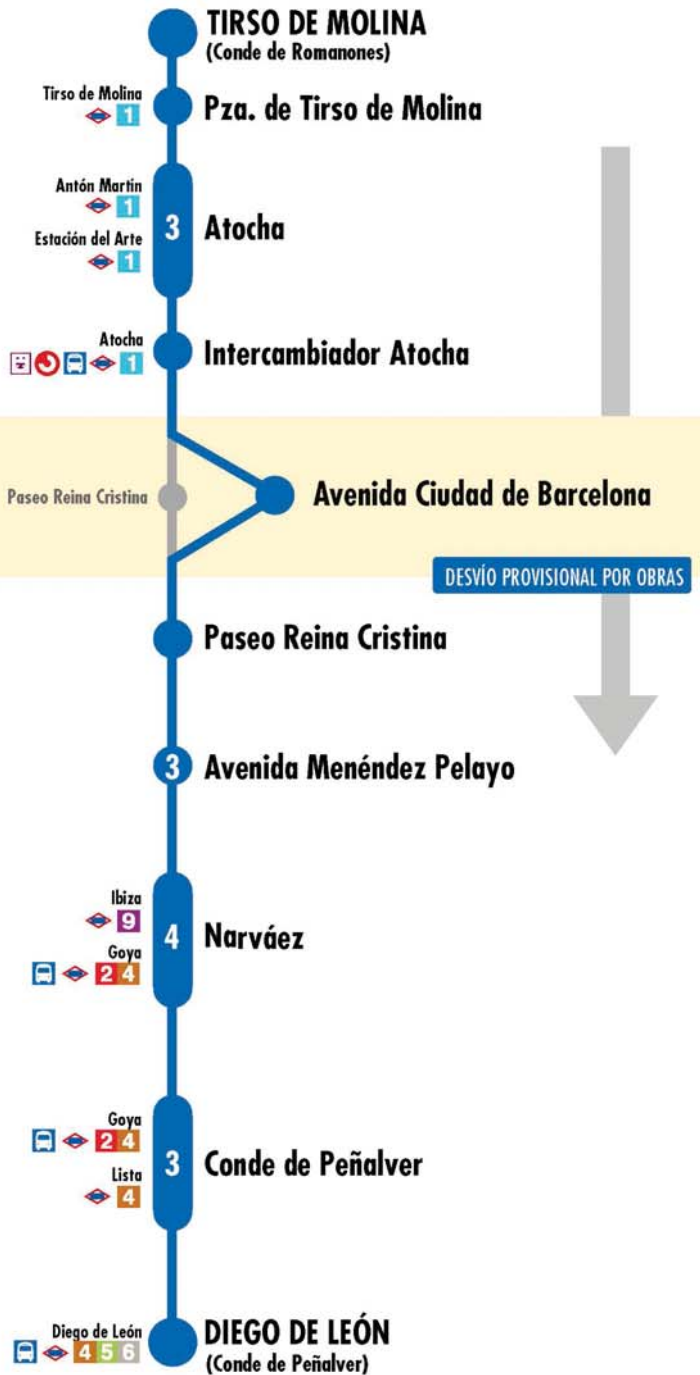 TIRSO DE MOLINA
(Conde de Romanones)
Tirso de Molina
1
Pza. de Tirso de Molina
Antón Martín
1
Estación del Arte
1
3
Atocha
Atocha
1
Intercambiador Atocha
Paseo Reina Cristina
Avenida Ciudad de Barcelona
DESVÍO PROVISIONAL POR OBRAS
Paseo Reina Cristina
3
Avenida Menéndez Pelayo
Ibiza
9
Goya
2 4
4
Narváez
Goya
2 4
Lista
4
3
Conde de Peñalver
Diego de León
4 5 6
DIEGO DE LEÓN
(Conde de Peñalver)